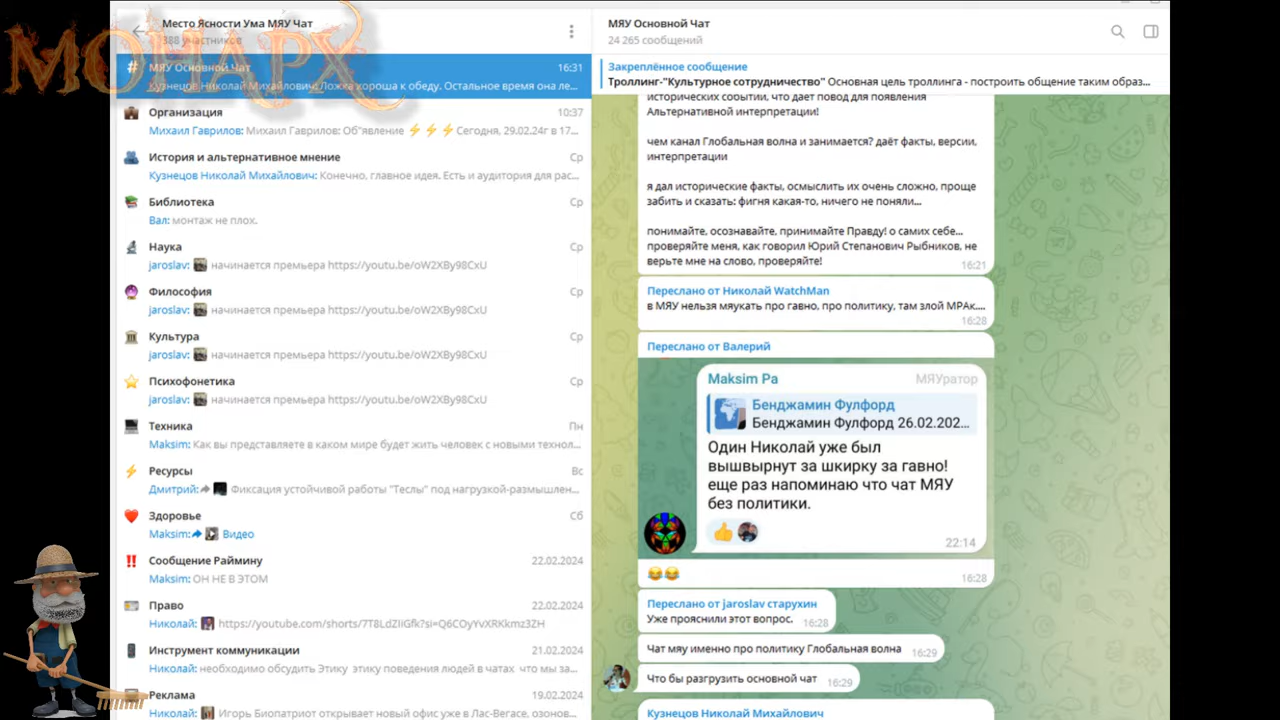 МОНАРХ
Место Ясности Ума МЯУ Чат
388 участников
# МЯУ Основной Чат 16:31
Кузнецов Николай Михайлович: Ложка хороша к обеду. Остальное время она ле...
Организация 10:37
Михаил Гаврилов: Михаил Гаврилов: Об"явление ⚡⚡⚡Сегодня, 29.02.24г в 17...
История и альтернативное мнение Ср
Кузнецов Николай Михайлович: Конечно, главное идея. Есть и аудитория для рас...
Библиотека Ср
Вал: монтаж не плох.
Наука Ср
jaroslav: начинается премьера https://youtu.be/oW2XBy98CxU
Философия Ср
jaroslav: начинается премьера https://youtu.be/oW2XBy98CxU
Культура Ср
jaroslav: начинается премьера https://youtu.be/oW2XBy98CxU
Психофонетика Ср
jaroslav: начинается премьера https://youtu.be/oW2XBy98CxU
Техника Пн
Maksim: Как вы представляете в каком мире будет жить человек с новыми технол...
Ресурсы Вс
Дмитрий: Фиксация устойчивой работы "Теслы" под нагрузкой-размышлен...
Здоровье Сб
Maksim: Видео
Сообщение Раймину 22.02.2024
Maksim: ОН НЕ В ЭТОМ
Право 22.02.2024
Николай: https://youtube.com/shorts/7T8LdZIiGfk?si=Q6COyYvXRKkmz3ZH
Инструмент коммуникации 21.02.2024
Николай: необходимо обсудить Этику этику поведения людей в чатах что мы за...
Реклама 19.02.2024
Николай: Игорь Биопатриот открывает новый офис уже в Лас-Вегасе, озонов...
МЯУ Основной Чат
24 265 сообщений
Закреплённое сообщение
Троллинг-"Культурное сотрудничество" Основная цель троллинга - построить общение таким образ...
исторических событий, что дает повод для появления
Альтернативной интерпретации!
чем канал Глобальная волна и занимается? даёт факты, версии,
интерпретации
я дал исторические факты, осмыслить их очень сложно, проще
забить и сказать: фигня какая-то, ничего не поняли...
понимайте, осознавайте, принимайте Правду! о самих себе...
проверяйте меня, как говорил Юрий Степанович Рыбников, не
верьте мне на слово, проверяйте! 16:21
Переслано от Николай WatchMan
в МЯУ нельзя мяукать про гавно, про политику, там злой МРАк....
16:28
Переслано от Валерий
Maksim Pa МЯУратор
Бенджамин Фулфорд
Бенджамин Фулфорд 26.02.202...
Один Николай уже был
вышвырнут за шкирку за гавно!
еще раз напоминаю что чат МЯУ
без политики.
22:14
😂😂 16:28
Переслано от jaroslav старухин
Уже прояснили этот вопрос. 16:28
Чат мяу именно про политику Глобальная волна 16:29
Что бы разгрузить основной чат 16:29
Кузнецов Николай Михайлович